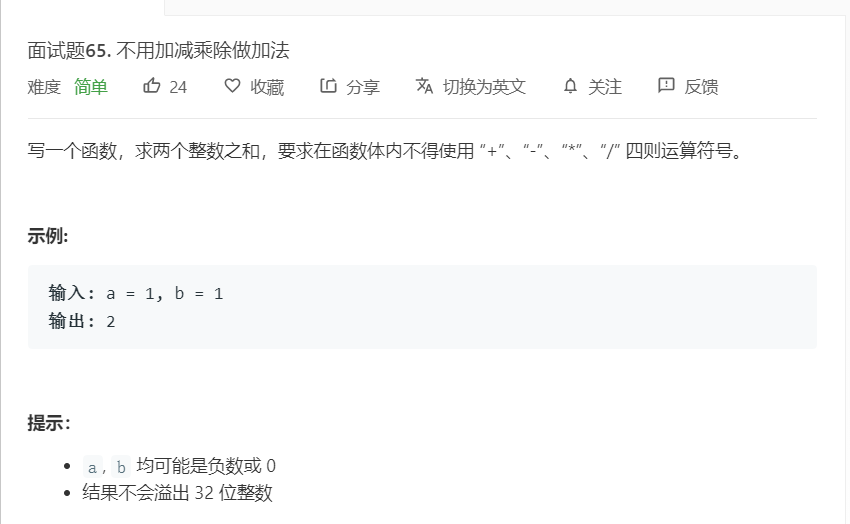 面试题65. 不用加减乘除做加法
难度 简单 24 收藏 分享 切换为英文 关注 反馈
写一个函数，求两个整数之和，要求在函数体内不得使用 “+”、“-”、“*”、“/” 四则运算符号。
示例:
输入: a = 1, b = 1
输出: 2
提示：
a, b 均可能是负数或 0
结果不会溢出 32 位整数